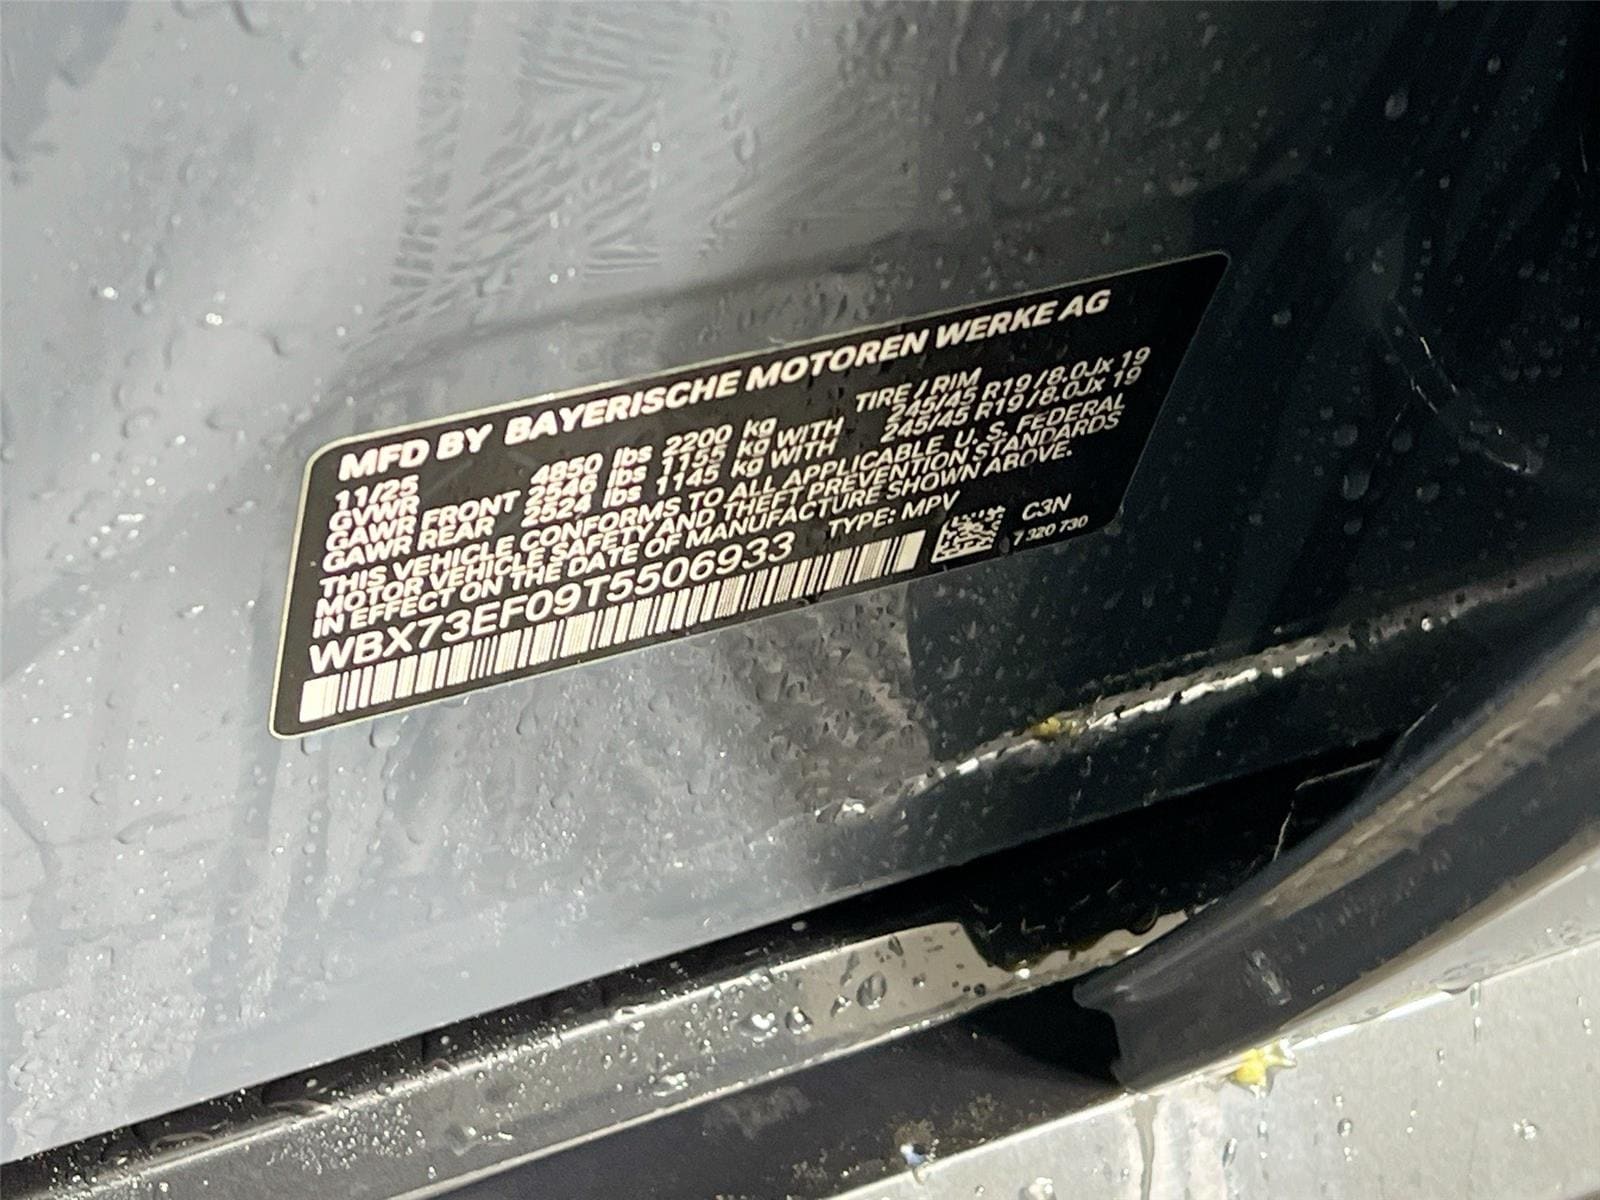 MFD BY BAYERISCHE MOTOREN WERKE AG
11/25
GVWR 4850 lbs 2200 kg TIRE / RIM
GAWR FRONT 2546 lbs 1155 kg WITH 245/45 R19 / 8.0Jx 19
GAWR REAR 2524 lbs 1145 kg WITH 245/45 R19 / 8.0Jx 19
THIS VEHICLE CONFORMS TO ALL APPLICABLE U. S. FEDERAL
MOTOR VEHICLE SAFETY AND THEFT PREVENTION STANDARDS
IN EFFECT ON THE DATE OF MANUFACTURE SHOWN ABOVE.
WBX73EF09T5506933 TYPE: MPV
C3N
7 320 730